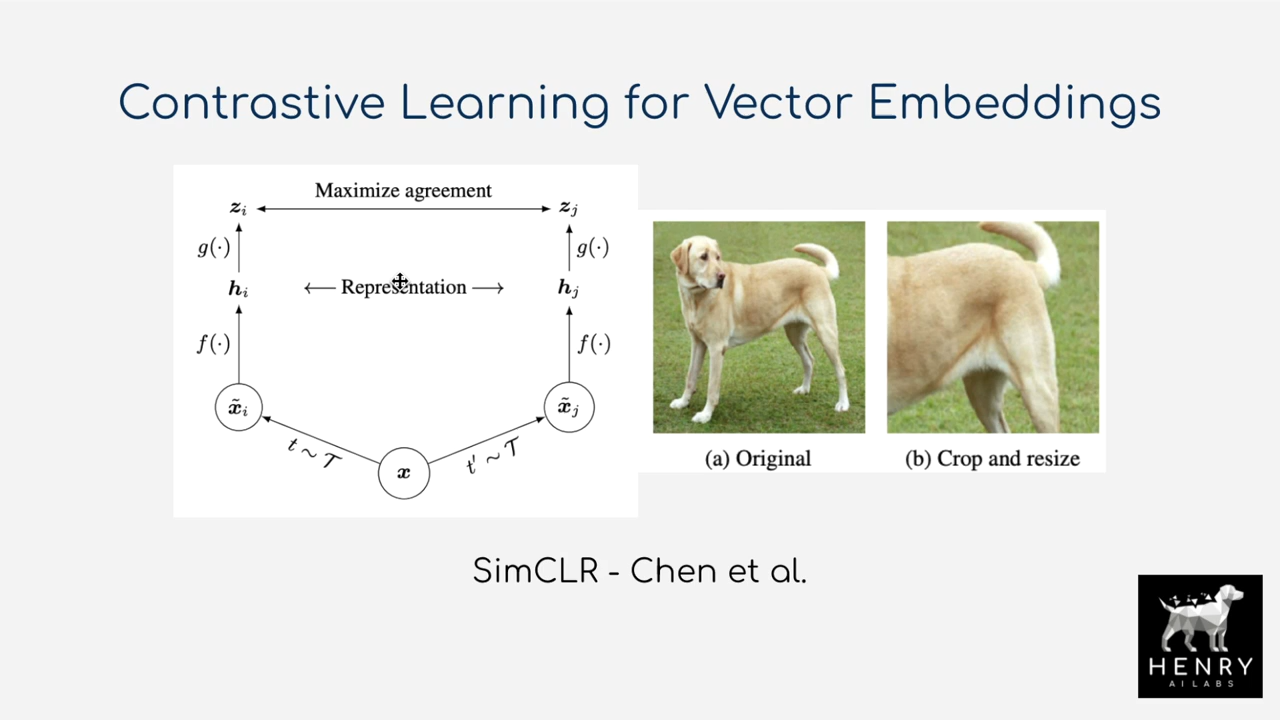 Contrastive Learning for Vector Embeddings
Maximize agreement
z_i
z_j
g(·)
g(·)
h_i
← Representation →
h_j
f(·)
f(·)
x̃_i
x̃_j
t ~ 𝒯
t′ ~ 𝒯
x
(a) Original
(b) Crop and resize
SimCLR - Chen et al.
HENRY
AI LABS